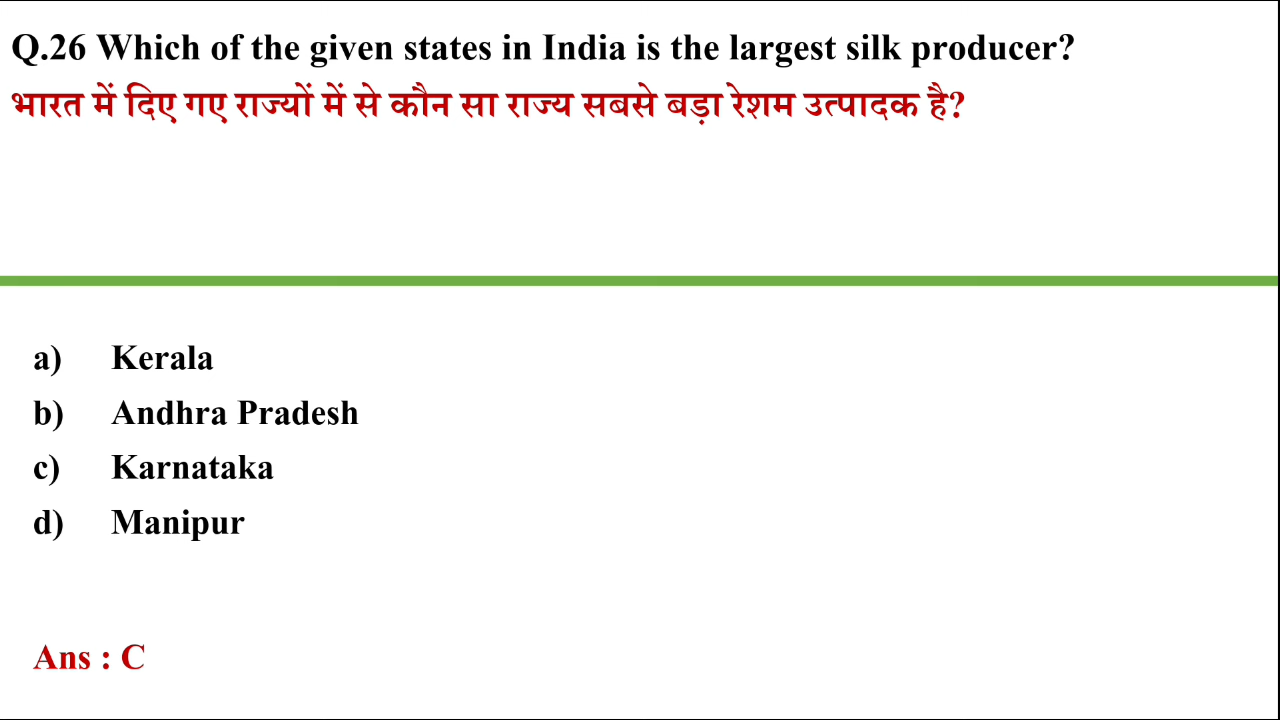 Q.26 Which of the given states in India is the largest silk producer?
भारत में दिए गए राज्यों में से कौन सा राज्य सबसे बड़ा रेशम उत्पादक है?
a) Kerala
b) Andhra Pradesh
c) Karnataka
d) Manipur
Ans : C